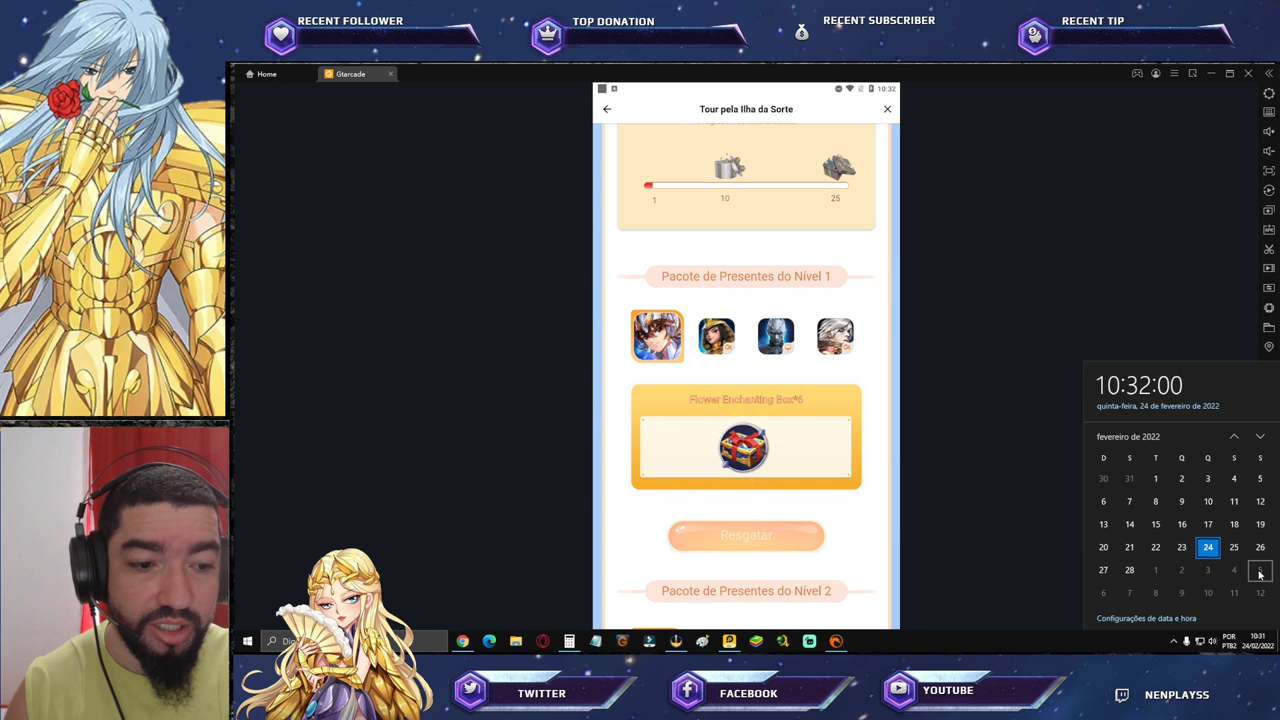 RECENT FOLLOWER
TOP DONATION
RECENT SUBSCRIBER
RECENT TIP
Home
Gtarcade
10:32
Tour pela Ilha da Sorte
1
10
25
Pacote de Presentes do Nível 1
Flower Enchanting Box*6
Resgatar
Pacote de Presentes do Nível 2
10:32:00
quinta-feira, 24 de fevereiro de 2022
fevereiro de 2022
D S T Q Q S S
30 31 1 2 3 4 5
6 7 8 9 10 11 12
13 14 15 16 17 18 19
20 21 22 23 24 25 26
27 28 1 2 3 4 5
6 7 8 9 10 11 12
Configurações de data e hora
POR
PTB2
10:31
24/02/2022
TWITTER
FACEBOOK
YOUTUBE
NENPLAYSS